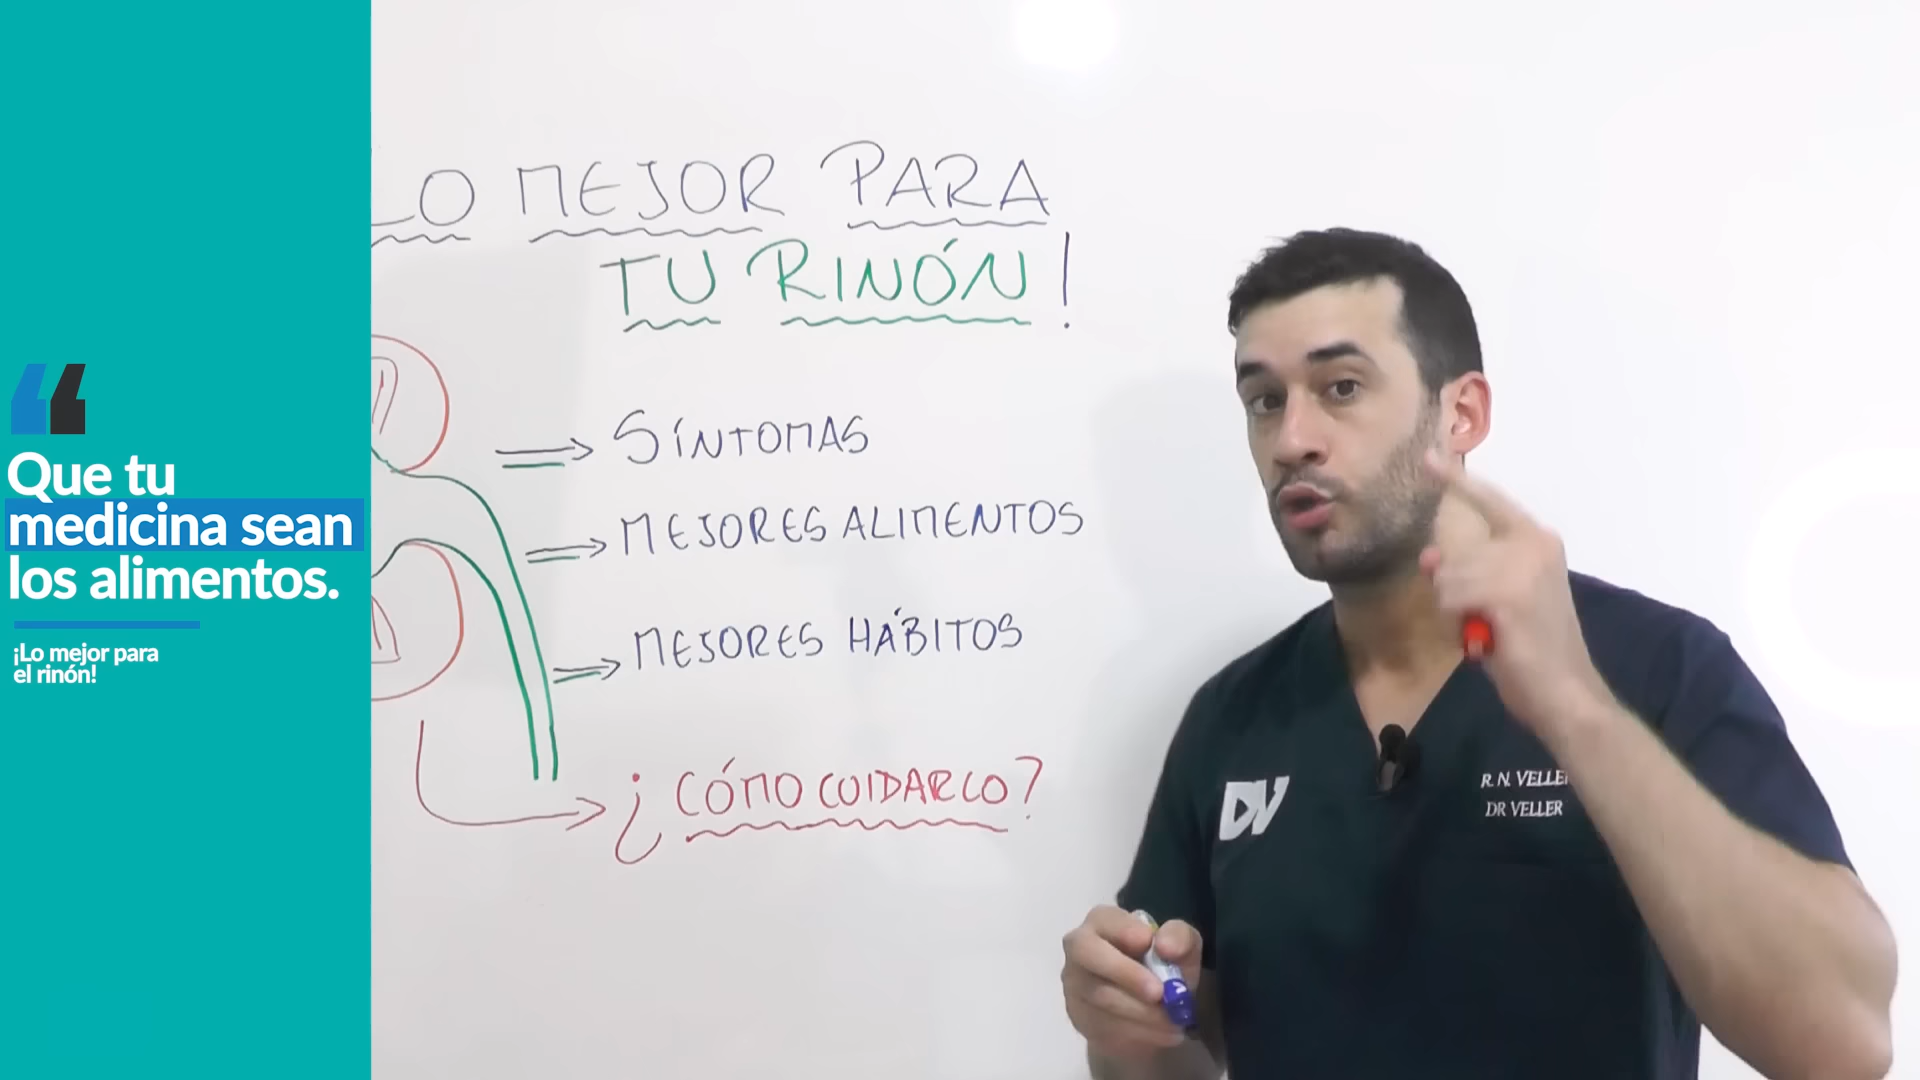 Que tu
medicina sean
los alimentos.
¡Lo mejor para
el rinón!
LO MEJOR PARA
TU RINÓN!
SÍNTOMAS
MEJORES ALIMENTOS
MEJORES HÁBITOS
¿CÓMO CUIDARLO?
DV
R. N. VELLE
DR VELLER